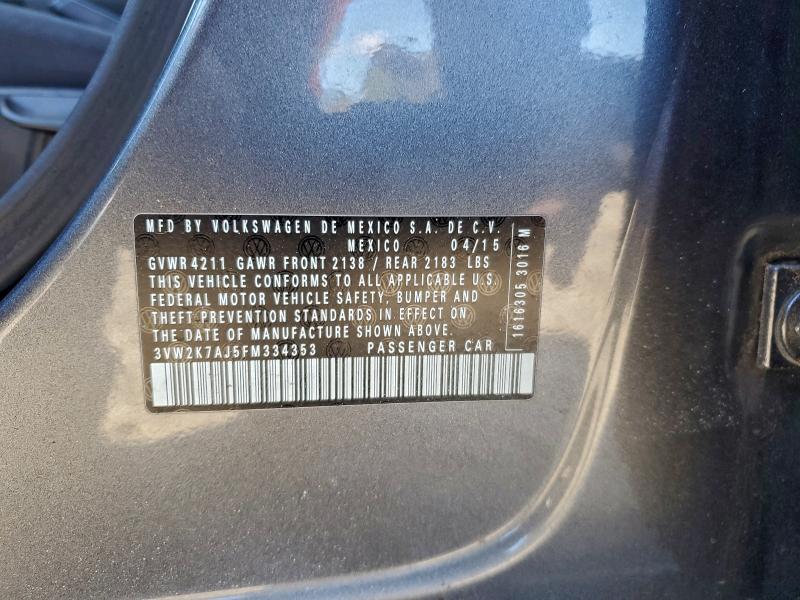 MFD BY VOLKSWAGEN DE MEXICO S.A. DE C.V.
MEXICO 04/15
GVWR 4211 GAWR FRONT 2138 / REAR 2183 LBS
THIS VEHICLE CONFORMS TO ALL APPLICABLE U.S.
FEDERAL MOTOR VEHICLE SAFETY, BUMPER AND
THEFT PREVENTION STANDARDS IN EFFECT ON
THE DATE OF MANUFACTURE SHOWN ABOVE.
3VW2K7AJ5FM334353 PASSENGER CAR
1616305 3016 M